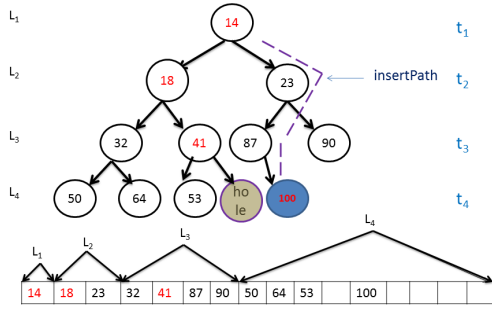 L1 14 t1
L2 18 23 insertPath t2
L3 32 41 87 90 t3
L4 50 64 53 ho le 100 t4
L1 L2 L3 L4
14 18 23 32 41 87 90 50 64 53 100